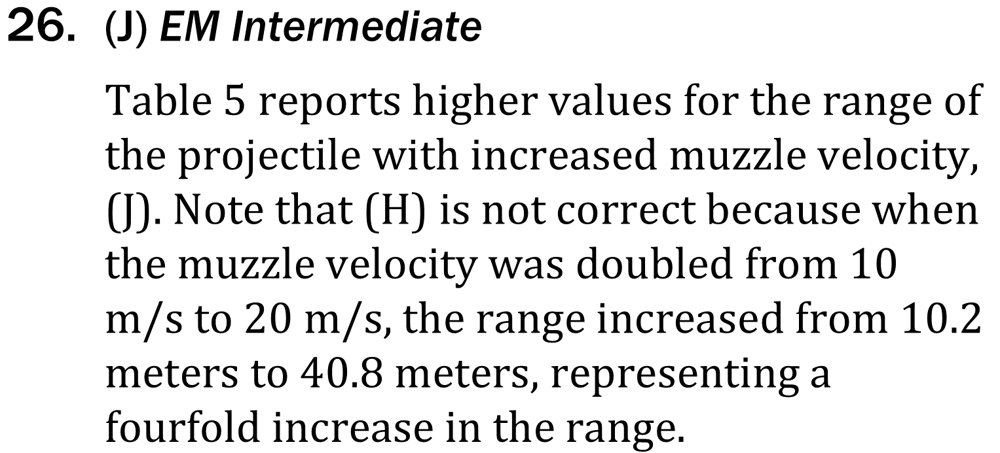 26. (J) EM Intermediate
Table 5 reports higher values for the range of
the projectile with increased muzzle velocity,
(J). Note that (H) is not correct because when
the muzzle velocity was doubled from 10
m/s to 20 m/s, the range increased from 10.2
meters to 40.8 meters, representing a
fourfold increase in the range.